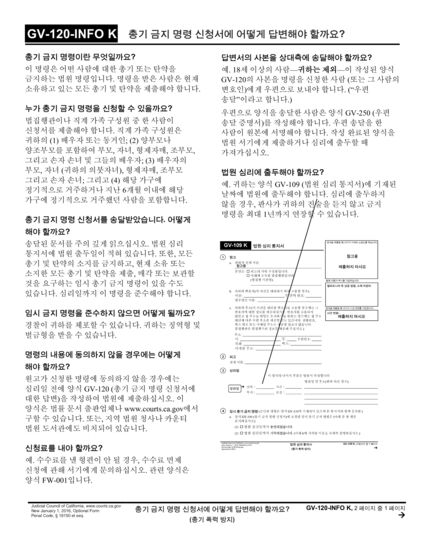 GV-120-INFO K 총기 금지 명령 신청서에 어떻게 답변해야 할까요?
총기 금지 명령이란 무엇일까요?
이 명령은 어떤 사람에 대한 총기 또는 탄약을
금지하는 법원 명령입니다. 명령을 받은 사람은 현재
소유하고 있는 모든 총기 및 탄약을 제출해야 합니다.
누가 총기 금지 명령을 신청할 수 있을까요?
법집행관이나 직계 가족 구성원 중 한 사람이
신청서를 제출해야 합니다. 직계 가족 구성원은
귀하의 (1) 배우자 또는 동거인; (2) 양부모나
양조부모를 포함하여 부모, 자녀, 형제자매, 조부모,
그리고 손자 손녀 및 그들의 배우자; (3) 배우자의
부모, 자녀 (귀하의 의붓자녀), 형제자매, 조부모
그리고 손자 손녀; 그리고 (4) 해당 가구에
정기적으로 거주하거나 지난 6개월 이내에 해당
가구에 정기적으로 거주했던 사람을 포함합니다.
총기 금지 명령 신청서를 송달받았습니다. 어떻게
해야 할까요?
송달된 문서를 주의 깊게 읽으십시오. 법원 심리
통지서에 법원 출두일이 적혀 있습니다. 또한, 모든
총기 및 탄약의 소지를 금지하고, 현재 소유 또는
소지한 모든 총기 및 탄약을 제출, 매각 또는 보관할
것을 요구하는 임시 총기 금지 명령이 있을 수도
있습니다. 심리일까지 이 명령을 준수해야 합니다.
임시 금지 명령을 준수하지 않으면 어떻게 될까요?
경찰이 귀하를 체포할 수 있습니다. 귀하는 징역형 및
벌금형을 받을 수 있습니다.
명령의 내용에 동의하지 않을 경우에는 어떻게
해야 할까요?
원고가 신청한 명령에 동의하지 않을 경우에는
심리일 전에 양식 GV-120 (총기 금지 명령 신청서에
대한 답변)을 작성하여 법원에 제출하십시오. 이
양식은 법률 문서 출판업체나 www.courts.ca.gov에서
구할 수 있습니다. 또는, 지역 법원 청사나 카운티
법원 도서관에도 비치되어 있습니다.
신청료를 내야 할까요?
예. 수수료를 낼 형편이 안 될 경우, 수수료 면제
신청에 관해 서기에게 문의하십시오. 관련 양식은
양식 FW-001입니다.
답변서의 사본을 상대측에 송달해야 할까요?
예. 18세 이상의 사람—귀하는 제외—이 작성된 양식
GV-120의 사본을 명령을 신청한 사람 (또는 그 사람의
변호인)에게 우편으로 보내야 합니다. ("우편
송달"이라고 합니다.)
우편으로 양식을 송달한 사람은 양식 GV-250 (우편
송달 증명서)를 작성해야 합니다. 우편 송달을 한
사람이 원본에 서명해야 합니다. 작성 완료된 양식을
법원 서기에게 제출하거나 심리에 출두할 때
가져가십시오.
법원 심리에 출두해야 할까요?
예. 귀하는 양식 GV-109 (법원 심리 통지서)에 기재된
날짜에 법원에 출두해야 합니다. 심리에 출두하지
않을 경우, 판사가 귀하의 진술을 듣지 않고 금지
명령을 최대 1년까지 연장할 수 있습니다.
GV-109 K 법원 심리 통지서
참고용
제출하지 마시오
Judicial Council of California, www.courts.ca.gov
New January 1, 2016, Optional Form
Penal Code, § 18150 et seq.
총기 금지 명령 신청서에 어떻게 답변해야 할까요?
(총기 폭력 방지)
GV-120-INFO K, 2 페이지 중 1 페이지
→